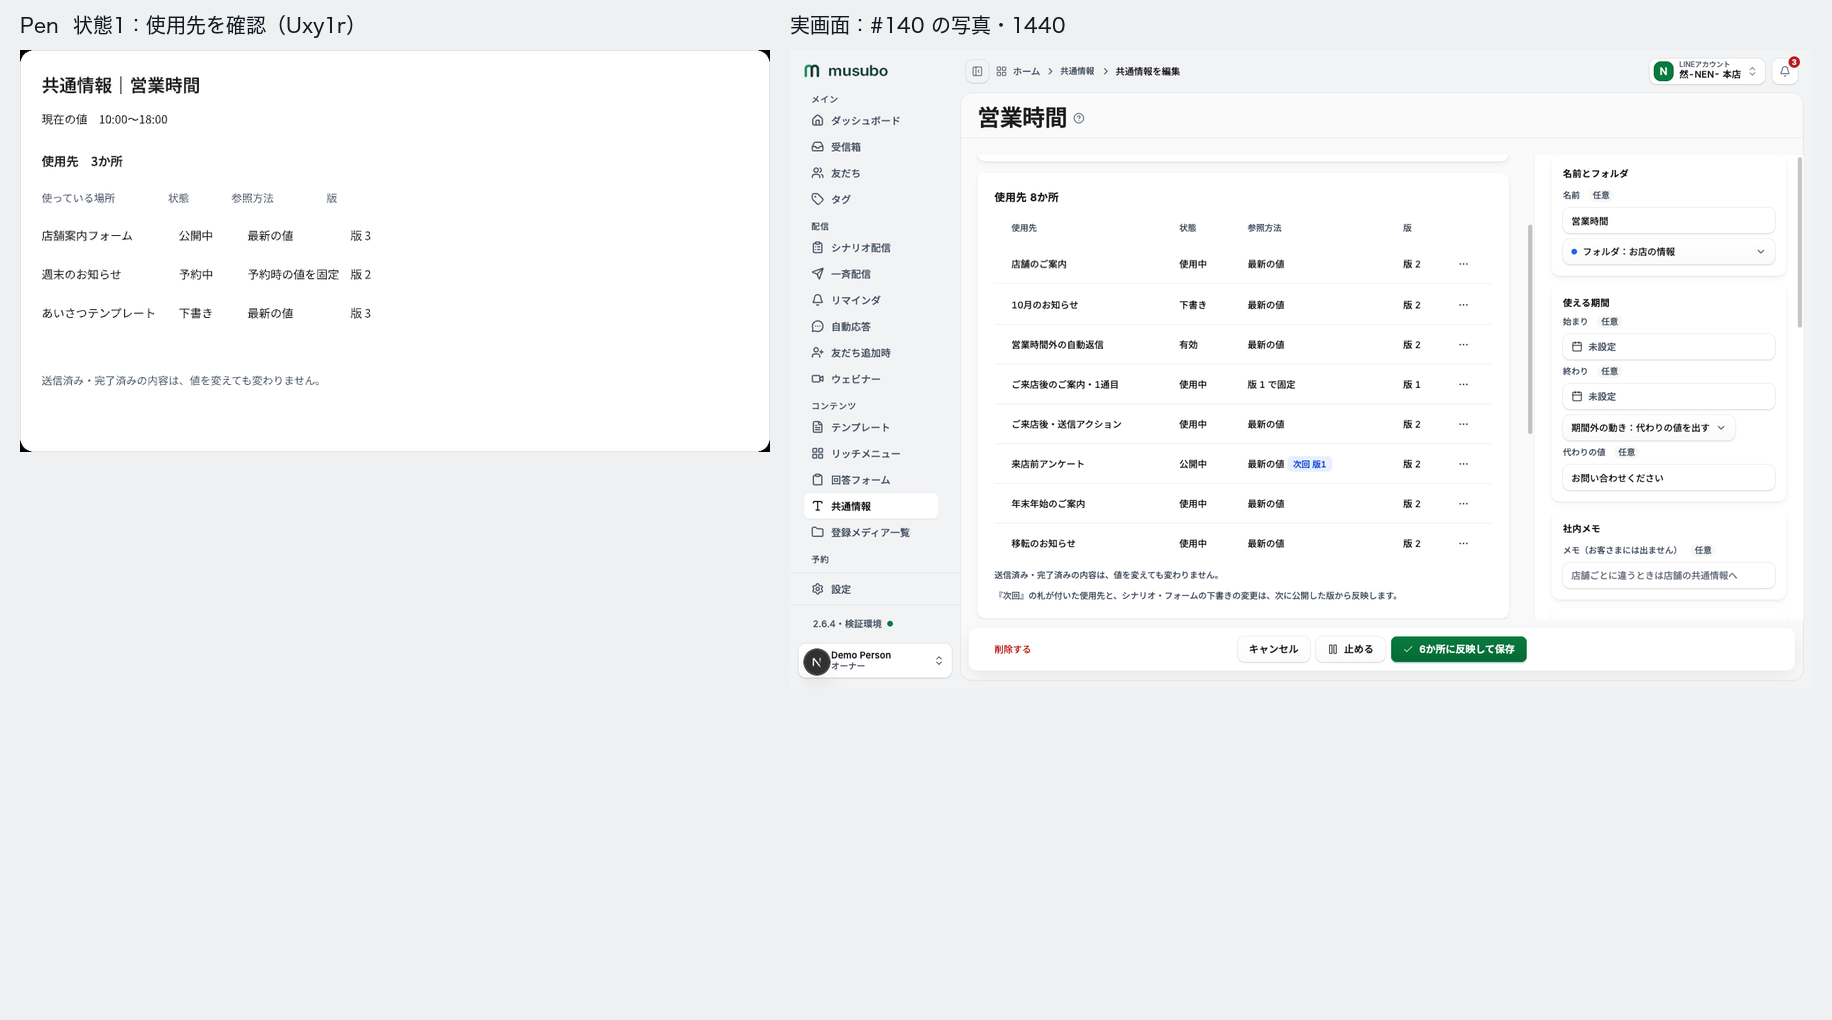 Pen 状態1：使用先を確認（Uxy1r）
共通情報｜営業時間
現在の値 10:00〜18:00
使用先 3か所
使っている場所 状態 参照方法 版
店舗案内フォーム 公開中 最新の値 版 3
週末のお知らせ 予約中 予約時の値を固定 版 2
あいさつテンプレート 下書き 最新の値 版 3
送信済み・完了済みの内容は、値を変えても変わりません。
実画面：#140 の写真・1440
musubo
メイン
ダッシュボード
受信箱
友だち
タグ
配信
シナリオ配信
一斉配信
リマインダ
自動応答
友だち追加時
ウェビナー
コンテンツ
テンプレート
リッチメニュー
回答フォーム
共通情報
登録メディア一覧
予約
設定
2.6.4・検証環境
N
Demo Person
オーナー
ホーム 共通情報 共通情報を編集
N
LINEアカウント
然-NEN- 本店
3
営業時間
使用先 8か所
使用先 状態 参照方法 版
店舗のご案内 使用中 最新の値 版 2
10月のお知らせ 下書き 最新の値 版 2
営業時間外の自動返信 有効 最新の値 版 2
ご来店後のご案内・1通目 使用中 版 1 で固定 版 1
ご来店後・送信アクション 使用中 最新の値 版 2
来店前アンケート 公開中 最新の値 次回 版1 版 2
年末年始のご案内 使用中 最新の値 版 2
移転のお知らせ 使用中 最新の値 版 2
送信済み・完了済みの内容は、値を変えても変わりません。
『次回』の札が付いた使用先と、シナリオ・フォームの下書きの変更は、次に公開した版から反映します。
名前とフォルダ
名前 任意
営業時間
フォルダ：お店の情報
使える期間
始まり 任意
未設定
終わり 任意
未設定
期間外の動き：代わりの値を出す
代わりの値 任意
お問い合わせください
社内メモ
メモ（お客さまには出ません） 任意
店舗ごとに違うときは店舗の共通情報へ
削除する
キャンセル
止める
6か所に反映して保存